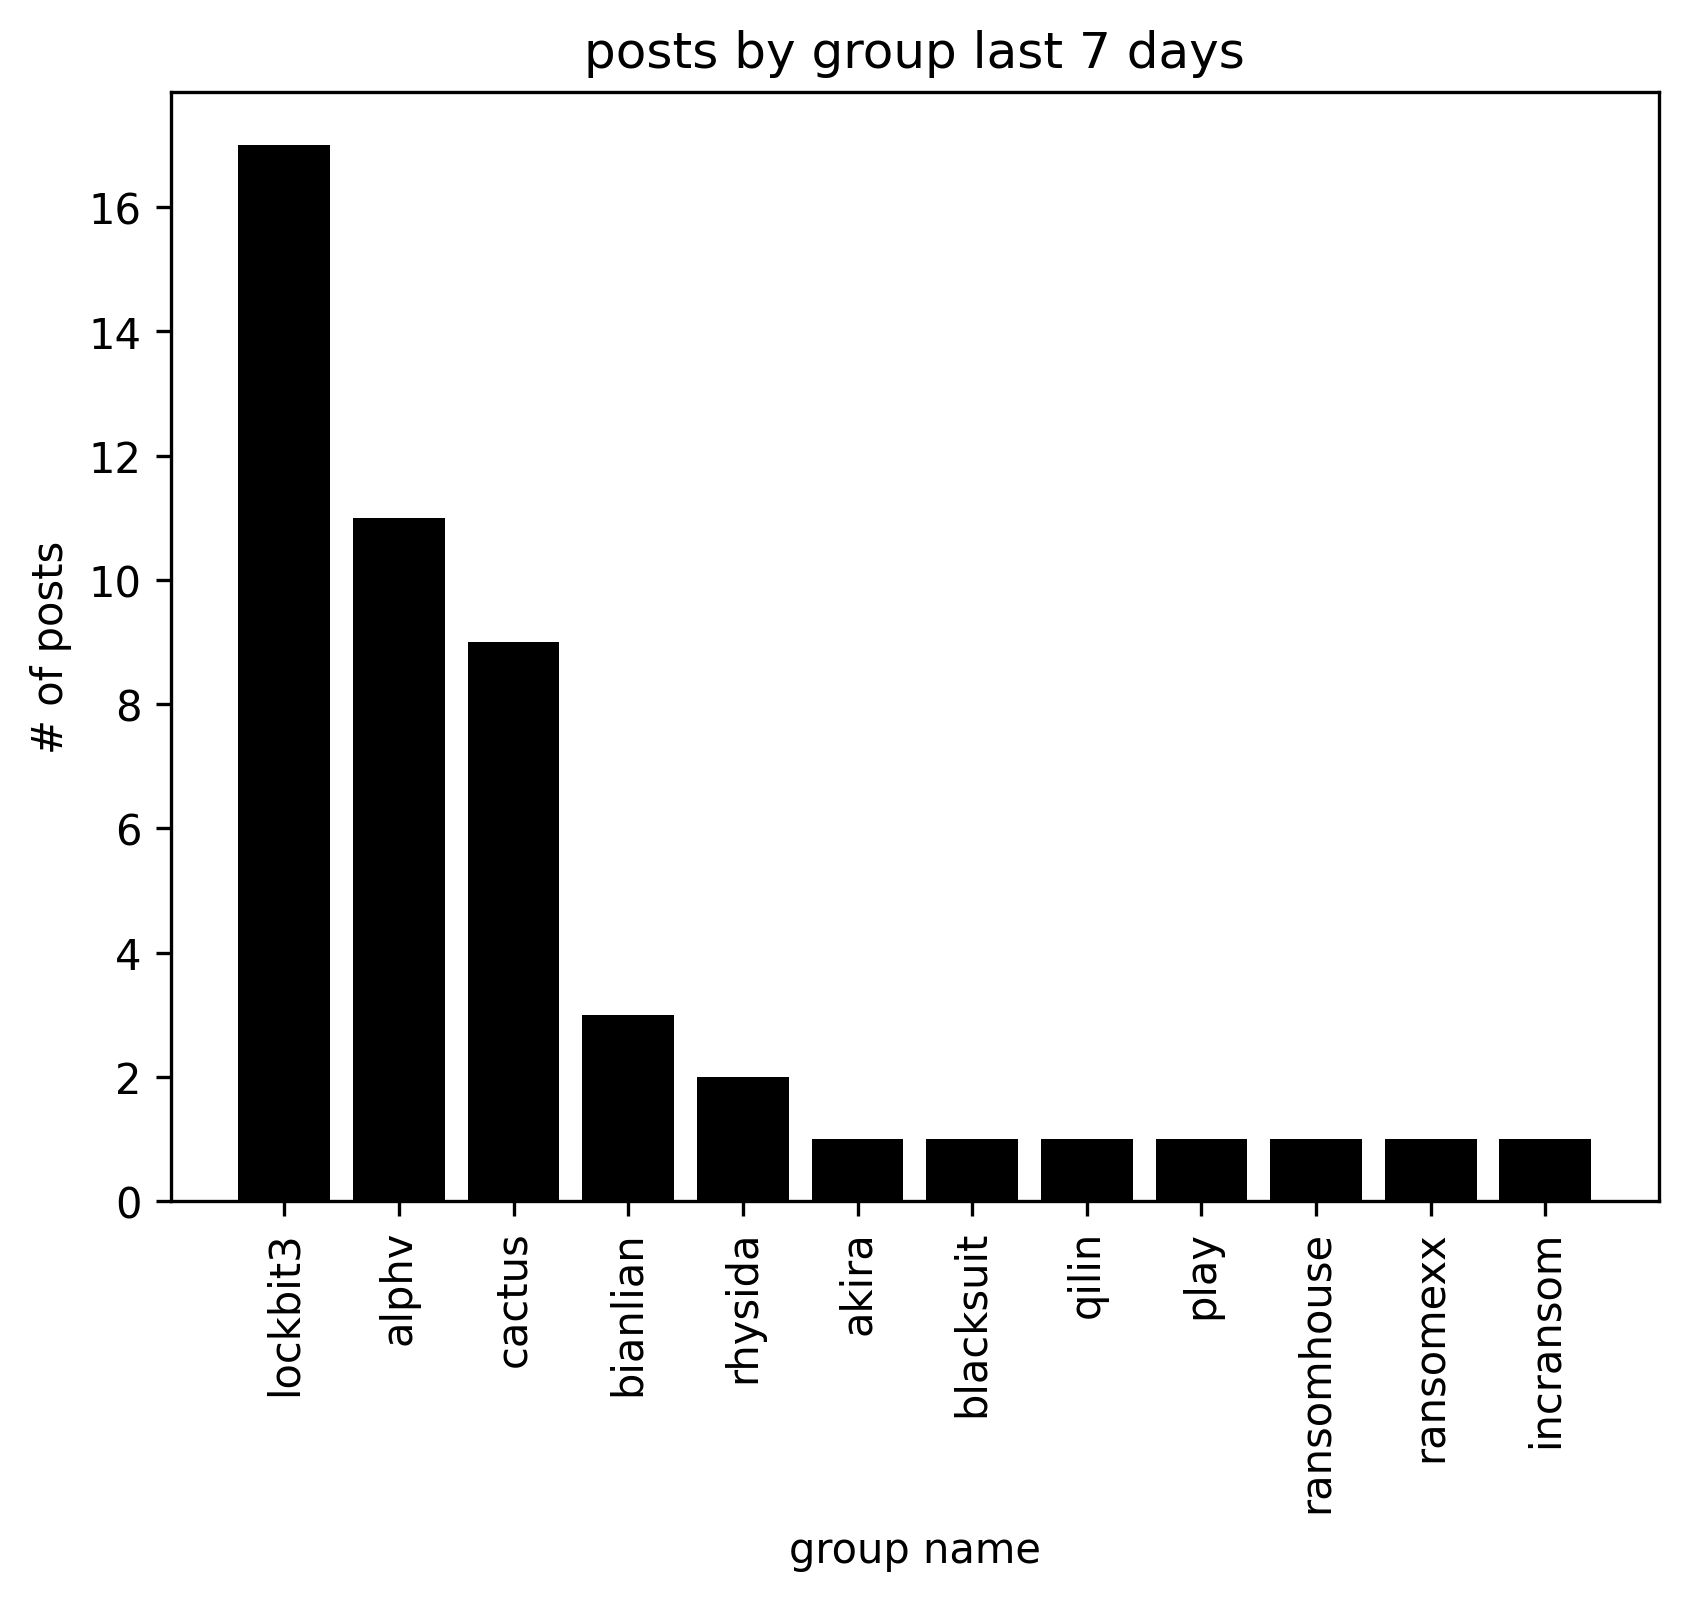 posts by group last 7 days
# of posts
16
14
12
10
8
6
4
2
0
lockbit3
alphv
cactus
bianlian
rhysida
akira
blacksuit
qilin
play
ransomhouse
ransomexx
incransom
group name